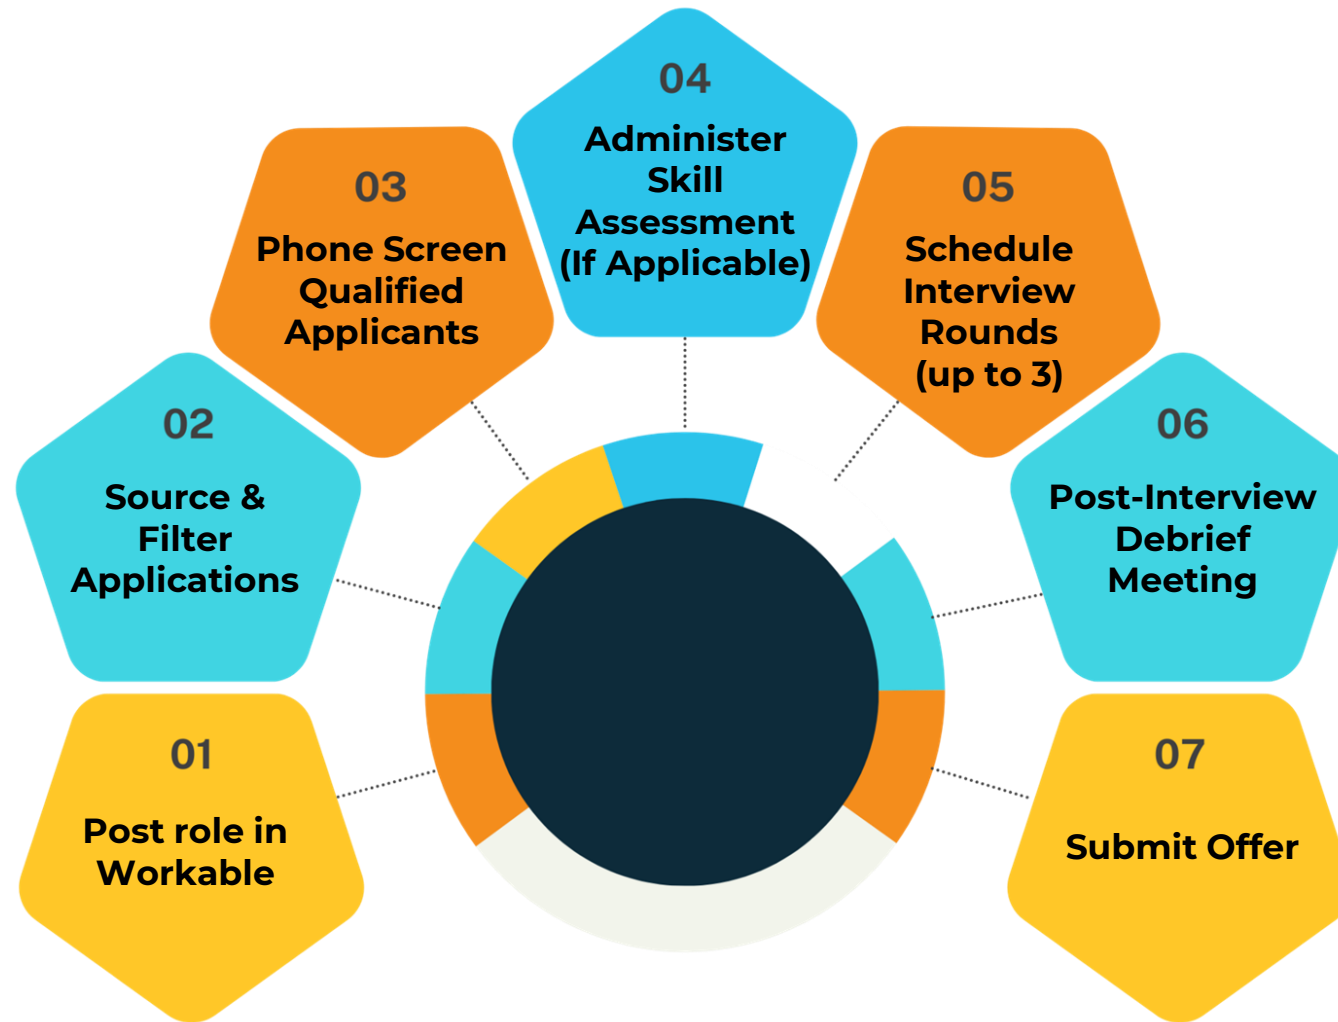 01
Post role in
Workable
02
Source &
Filter
Applications
03
Phone Screen
Qualified
Applicants
04
Administer
Skill
Assessment
(If Applicable)
05
Schedule
Interview
Rounds
(up to 3)
06
Post-Interview
Debrief
Meeting
07
Submit Offer